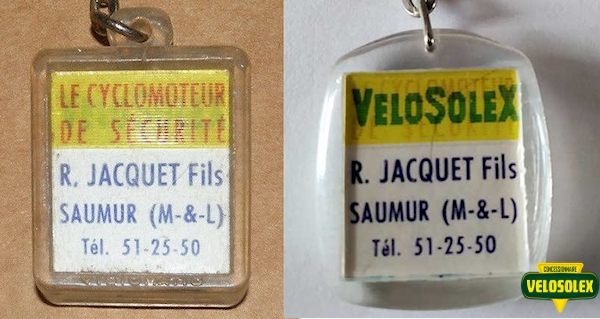 LE CYCLOMOTEUR
DE SÉCURITÉ
R. JACQUET Fils
SAUMUR (M-&-L)
Tél. 51-25-50
VELOSOLEX
R. JACQUET Fils
SAUMUR (M-&-L)
Tél. 51-25-50
CONCESSIONNAIRE
VELOSOLEX